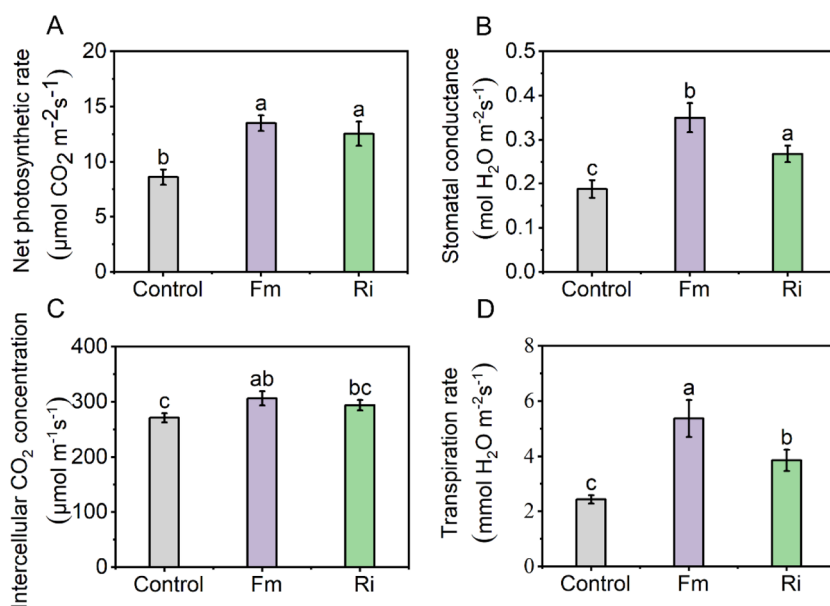 A
Net photosynthetic rate
(μmol CO₂ m⁻²s⁻¹)
20
15
10
5
0
b
a
a
Control Fm Ri
B
Stomatal conductance
(mol H₂O m⁻²s⁻¹)
0.5
0.4
0.3
0.2
0.1
0.0
c
b
a
Control Fm Ri
C
Intercellular CO₂ concentration
(μmol m⁻¹s⁻¹)
400
300
200
100
0
c
ab
bc
Control Fm Ri
D
Transpiration rate
(mmol H₂O m⁻²s⁻¹)
8
6
4
2
0
c
a
b
Control Fm Ri